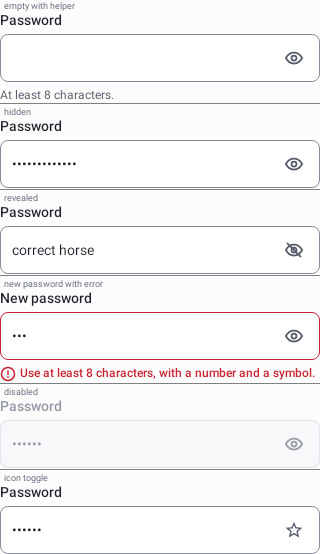 empty with helper
Password
At least 8 characters.
hidden
Password
•••••••••••••
revealed
Password
correct horse
new password with error
New password
•••
Use at least 8 characters, with a number and a symbol.
disabled
Password
••••••
icon toggle
Password
••••••